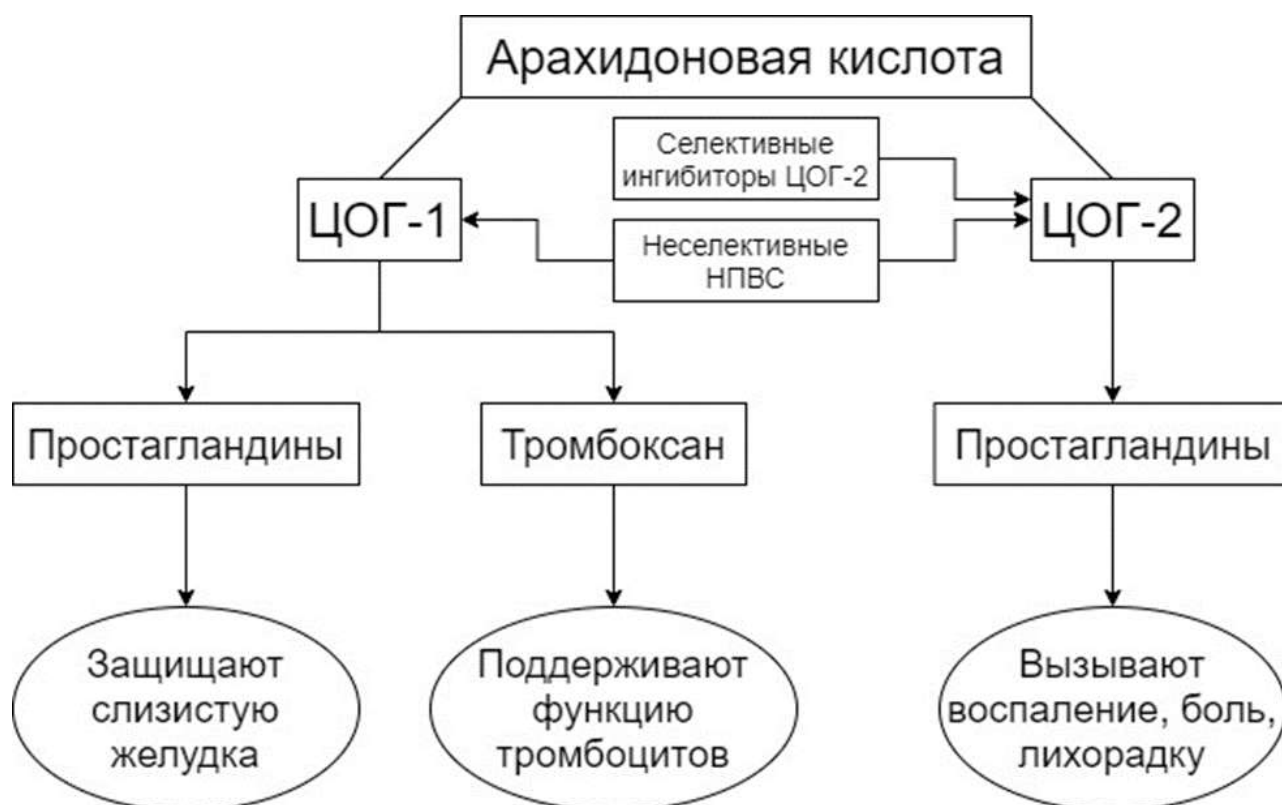 Арахидоновая кислота
Селективные
ингибиторы ЦОГ-2
ЦОГ-1
ЦОГ-2
Неселективные
НПВС
Простагландины
Тромбоксан
Простагландины
Защищают
слизистую
желудка
Поддерживают
функцию
тромбоцитов
Вызывают
воспаление, боль,
лихорадку